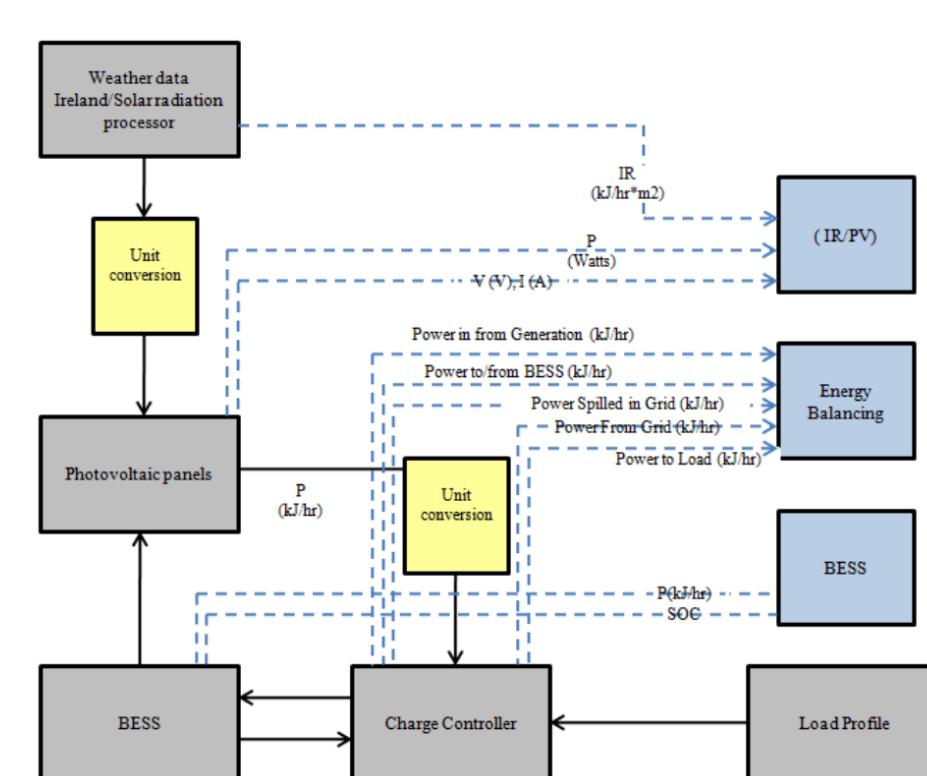 Weather data
Ireland/Solar radiation
processor
IR
(kJ/hr*m2)
Unit
conversion
P
(Watts)
( IR/PV)
V (V), I (A)
Power in from Generation (kJ/hr)
Power to/from BESS (kJ/hr)
Power Spilled in Grid (kJ/hr)
Power From Grid (kJ/hr)
Power to Load (kJ/hr)
Energy
Balancing
Photovoltaic panels
P
(kJ/hr)
Unit
conversion
BESS
P(kJ/hr)
SOC
BESS
Charge Controller
Load Profile